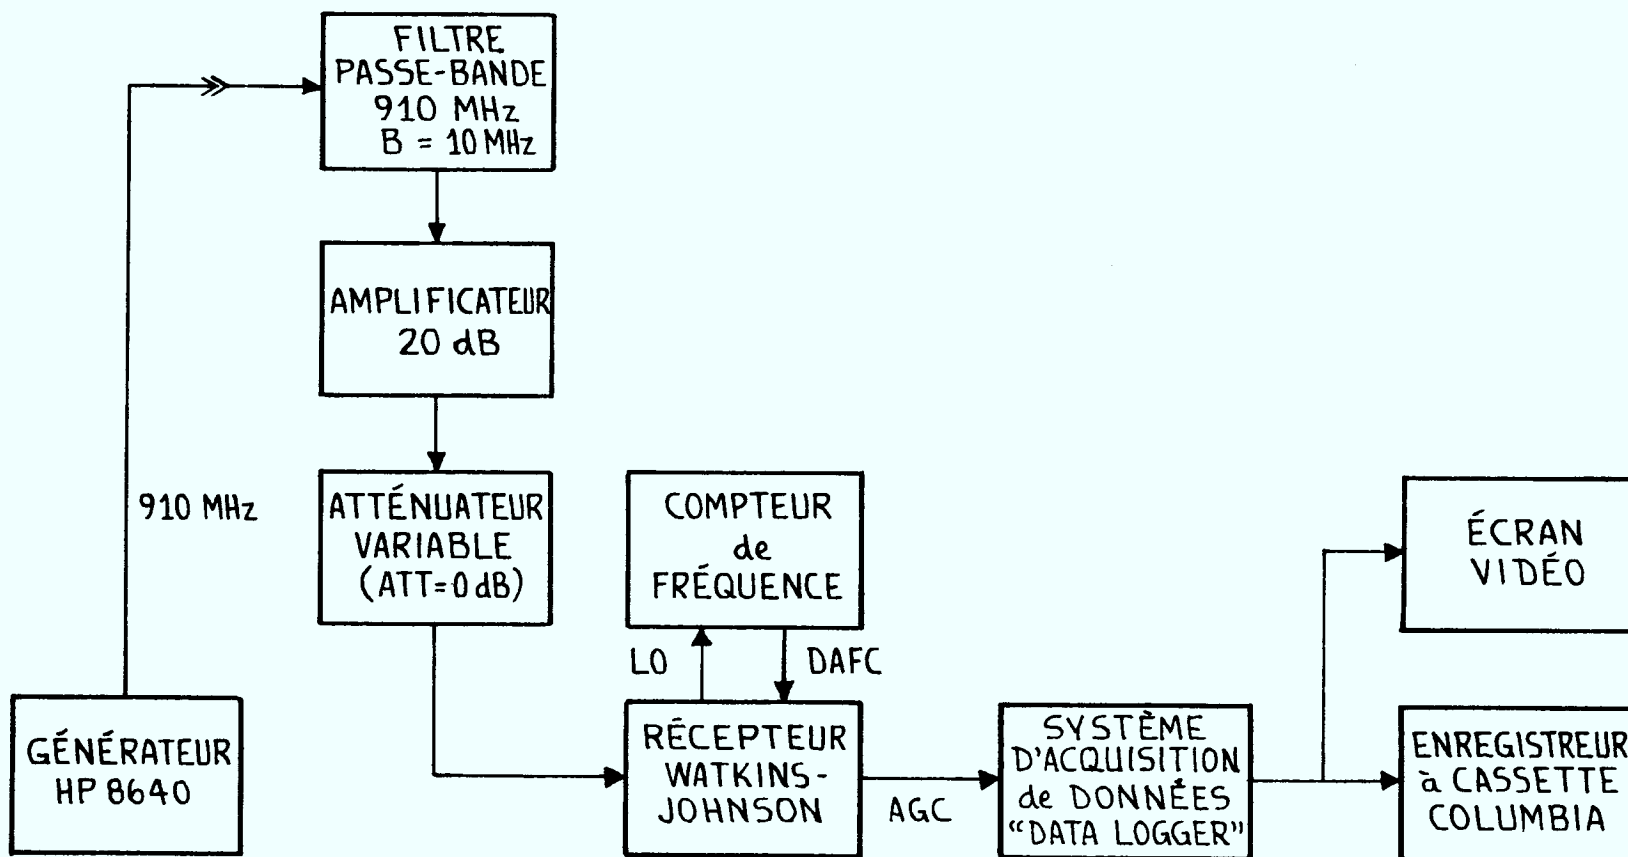 FILTRE
PASSE-BANDE
910 MHz
B = 10 MHz
AMPLIFICATEUR
20 dB
910 MHz
ATTÉNUATEUR
VARIABLE
(ATT=0 dB)
COMPTEUR
de
FRÉQUENCE
ÉCRAN
VIDÉO
LO
DAFC
GÉNÉRATEUR
HP 8640
RÉCEPTEUR
WATKINS-
JOHNSON
AGC
SYSTÈME
D'ACQUISITION
de DONNÉES
"DATA LOGGER"
ENREGISTREUR
à CASSETTE
COLUMBIA